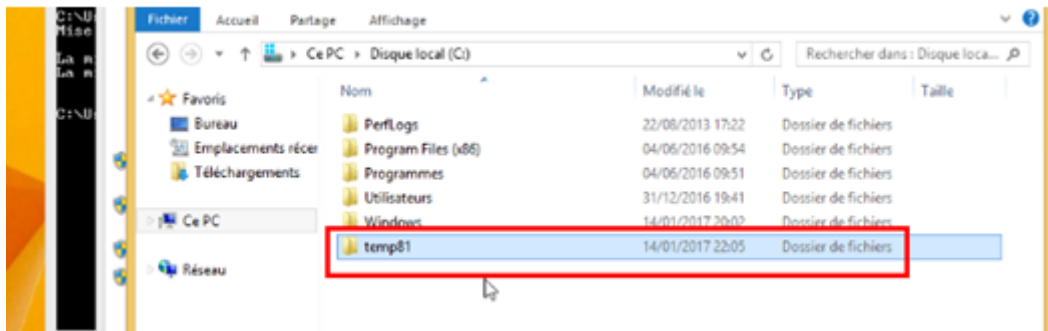 C:\U
Mise
La m
La m
C:\U
Fichier Accueil Partage Affichage
Ce PC Disque local (C:) Rechercher dans : Disque loca...
Nom Modifié le Type Taille
Favoris
Bureau
Emplacements récer
Téléchargements
Ce PC
Réseau
PerfLogs 22/08/2013 17:22 Dossier de fichiers
Program Files (x86) 04/06/2016 09:54 Dossier de fichiers
Programmes 04/06/2016 09:51 Dossier de fichiers
Utilisateurs 31/12/2016 19:41 Dossier de fichiers
Windows 14/01/2017 20:02 Dossier de fichiers
temp81 14/01/2017 22:05 Dossier de fichiers